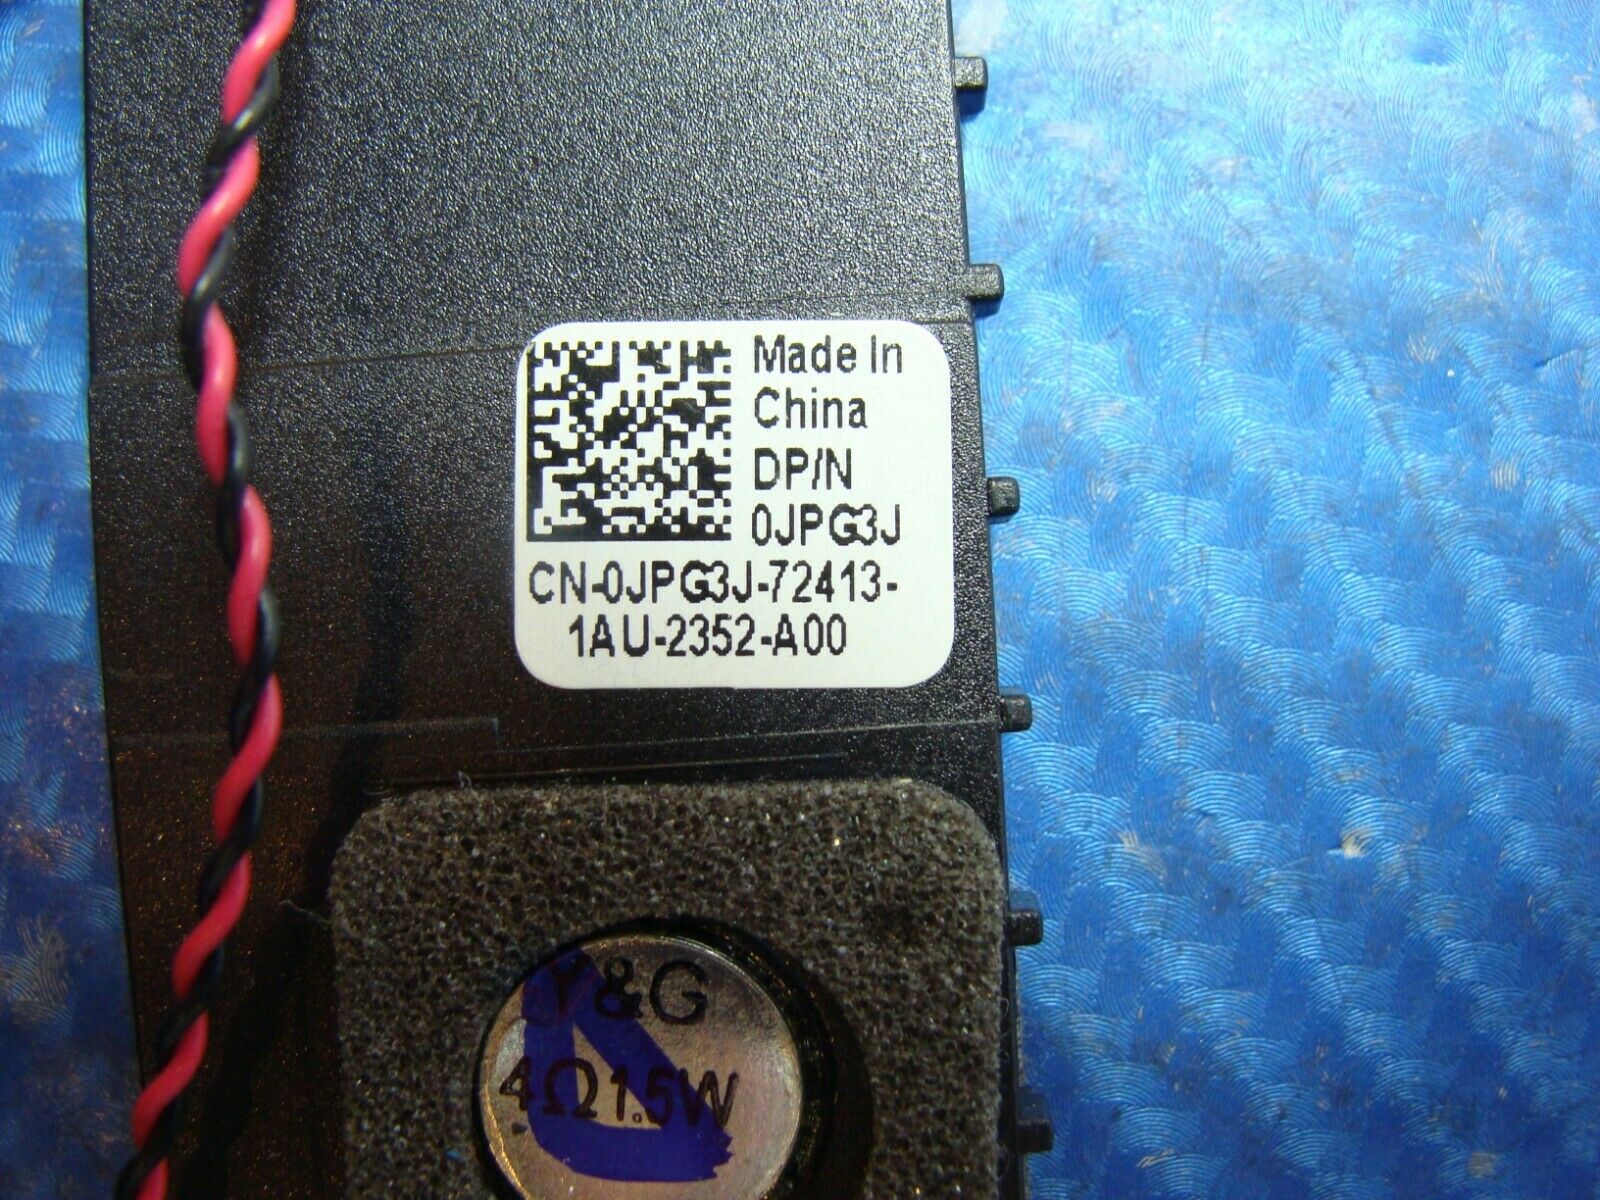 Made In
China
DP/N
0JPG3J
CN-0JPG3J-72413-
1AU-2352-A00
Y&G
4Ω1.5W